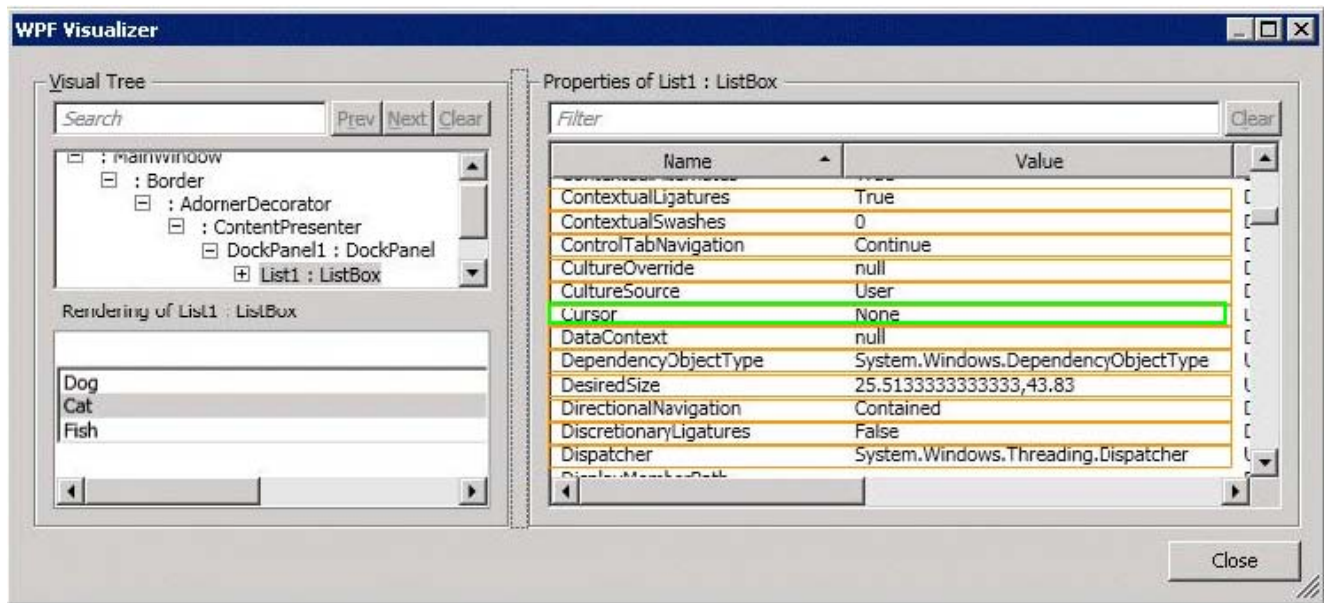 WPF Visualizer
Visual Tree
Search Prev Next Clear
: MainWindow
: Border
: AdornerDecorator
: ContentPresenter
DockPanel1 : DockPanel
List1 : ListBox
Rendering of List1 : ListBox
Dog
Cat
Fish
Properties of List1 : ListBox
Filter Clear
Name Value
ContextualLigatures True D
ContextualSwashes 0 D
ControlTabNavigation Continue D
CultureOverride null D
CultureSource User D
Cursor None
DataContext null
DependencyObjectType System.Windows.DependencyObjectType
DesiredSize 25.5133333333333,43.83
DirectionalNavigation Contained
DiscretionaryLigatures False
Dispatcher System.Windows.Threading.Dispatcher
Close